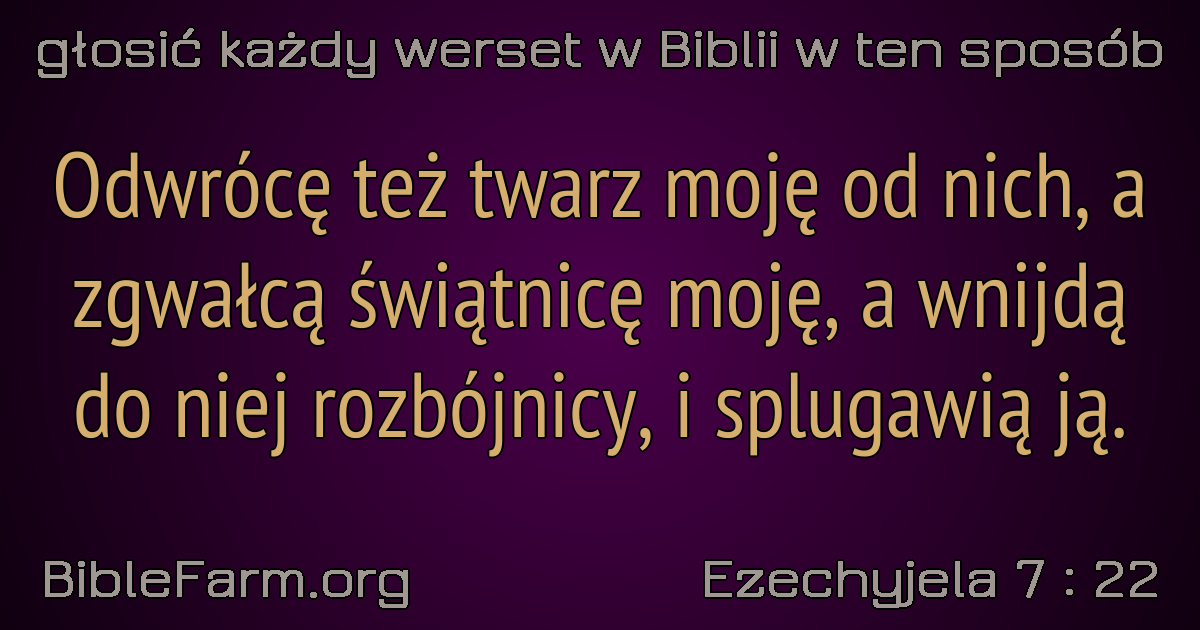 głosić każdy werset w Biblii w ten sposób
Odwrócę też twarz moję od nich, a
zgwałcą świątnicę moję, a wnijdą
do niej rozbójnicy, i splugawią ją.
BibleFarm.org
Ezechyjela 7 : 22